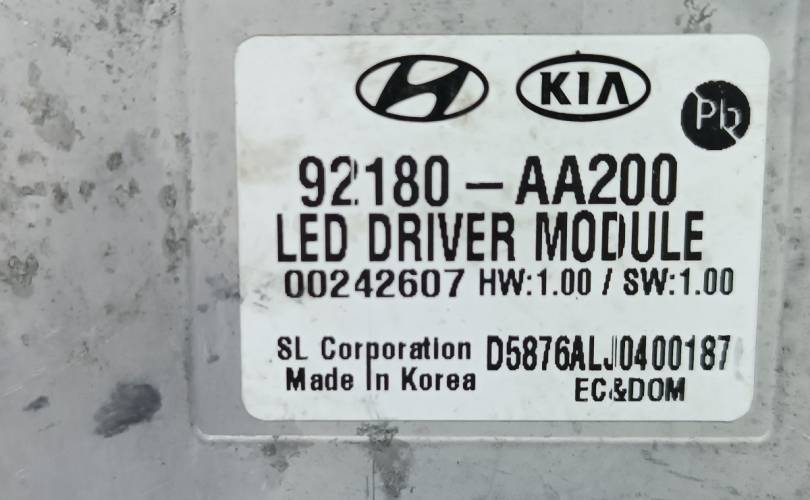 KIA
Pb
92180-AA200
LED DRIVER MODULE
00242607 HW:1.00 / SW:1.00
SL Corporation D5876ALJ0400187
Made In Korea EC&DOM